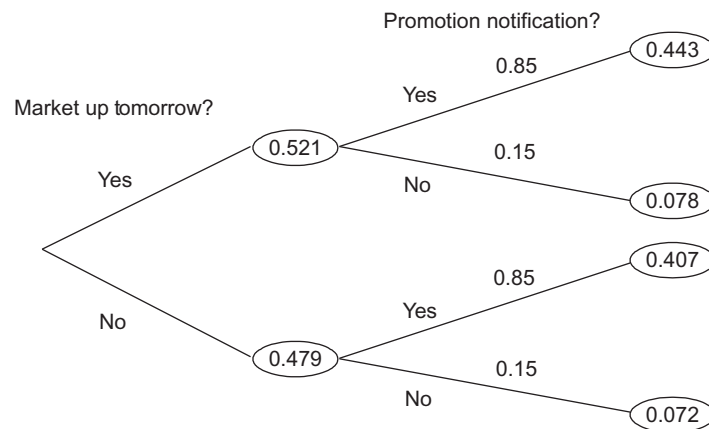 Promotion notification?
0.85
0.443
Yes
Market up tomorrow?
0.521
0.15
Yes
No
0.078
0.407
0.85
No
Yes
0.479
0.15
No
0.072